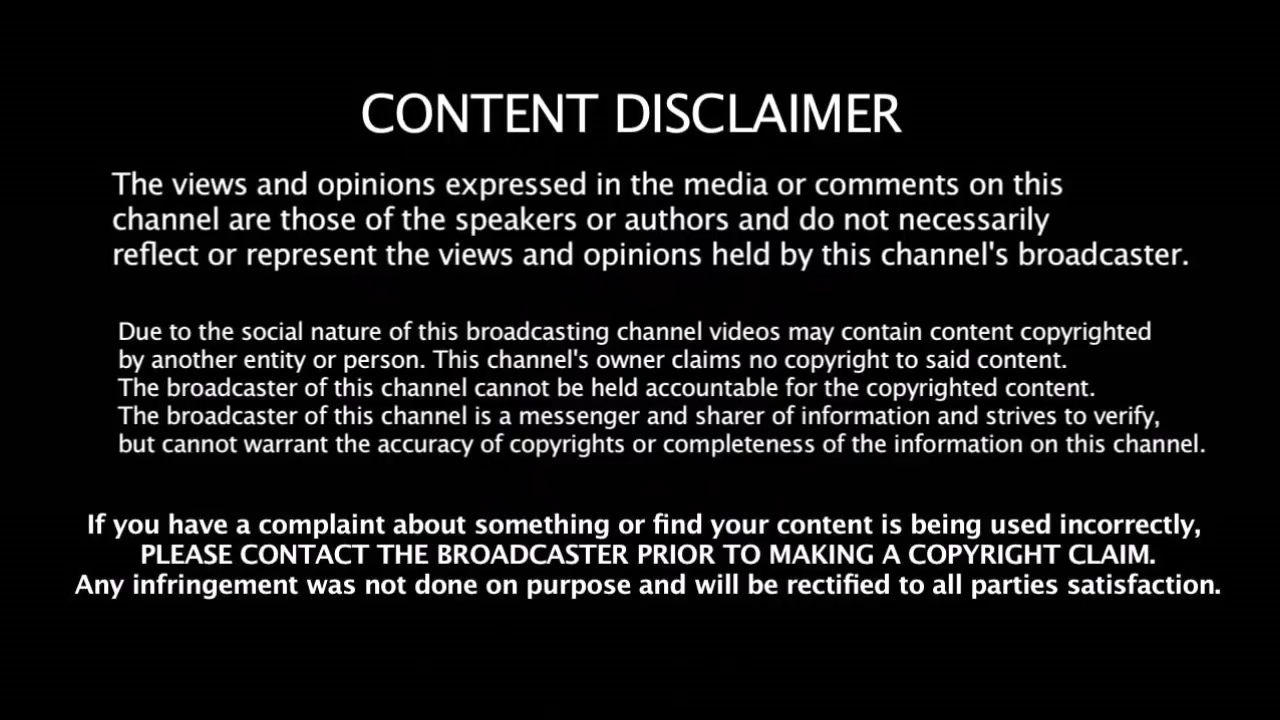 CONTENT DISCLAIMER
The views and opinions expressed in the media or comments on this
channel are those of the speakers or authors and do not necessarily
reflect or represent the views and opinions held by this channel's broadcaster.
Due to the social nature of this broadcasting channel videos may contain content copyrighted
by another entity or person. This channel's owner claims no copyright to said content.
The broadcaster of this channel cannot be held accountable for the copyrighted content.
The broadcaster of this channel is a messenger and sharer of information and strives to verify,
but cannot warrant the accuracy of copyrights or completeness of the information on this channel.
If you have a complaint about something or find your content is being used incorrectly,
PLEASE CONTACT THE BROADCASTER PRIOR TO MAKING A COPYRIGHT CLAIM.
Any infringement was not done on purpose and will be rectified to all parties satisfaction.